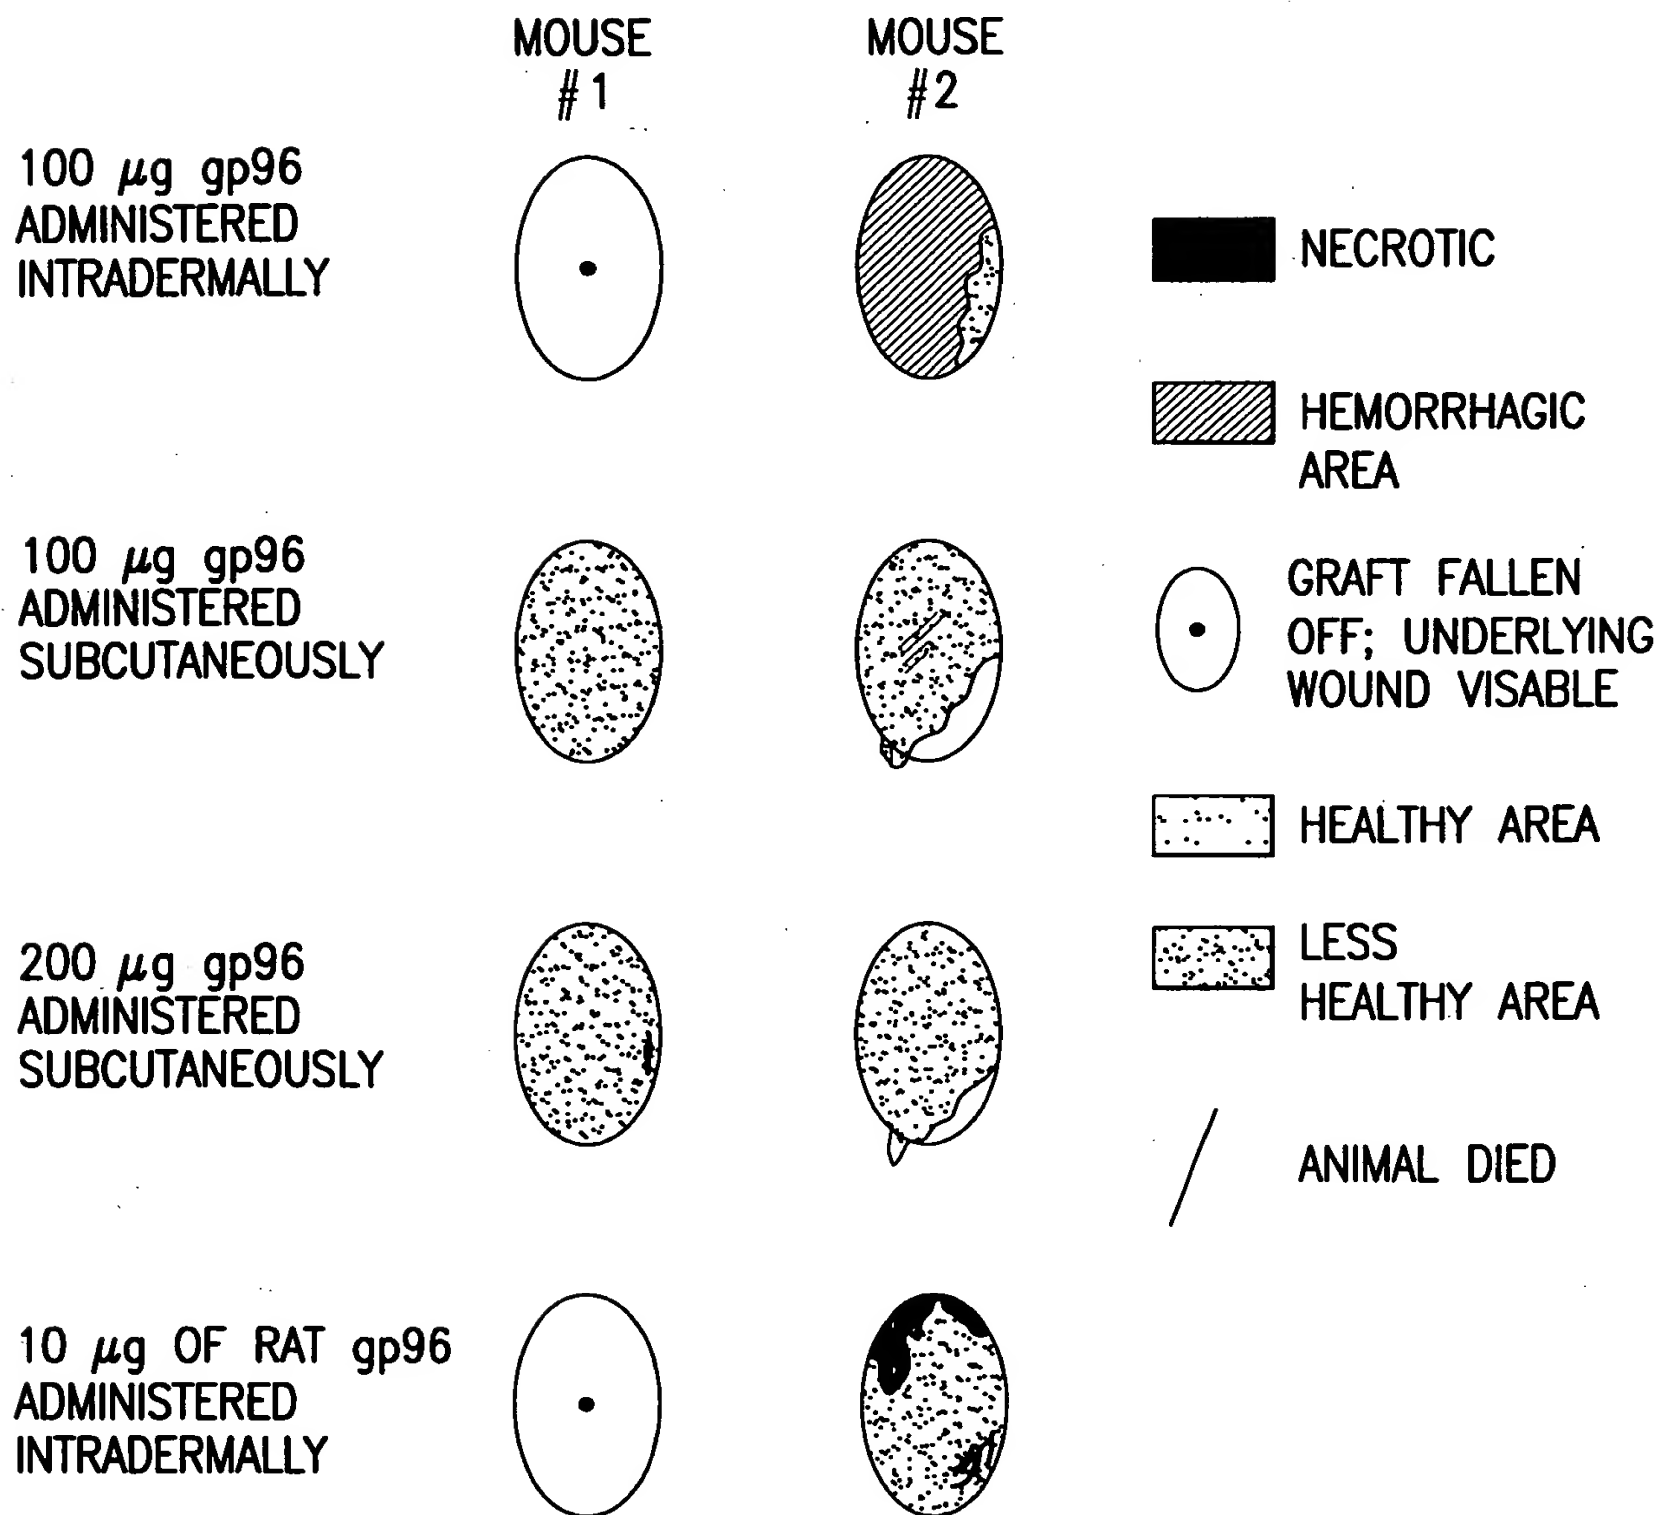 MOUSE
#1
MOUSE
#2
100 μg gp96
ADMINISTERED
INTRADERMALLY
100 μg gp96
ADMINISTERED
SUBCUTANEOUSLY
200 μg gp96
ADMINISTERED
SUBCUTANEOUSLY
10 μg OF RAT gp96
ADMINISTERED
INTRADERMALLY
NECROTIC
HEMORRHAGIC
AREA
GRAFT FALLEN
OFF; UNDERLYING
WOUND VISABLE
HEALTHY AREA
LESS
HEALTHY AREA
ANIMAL DIED